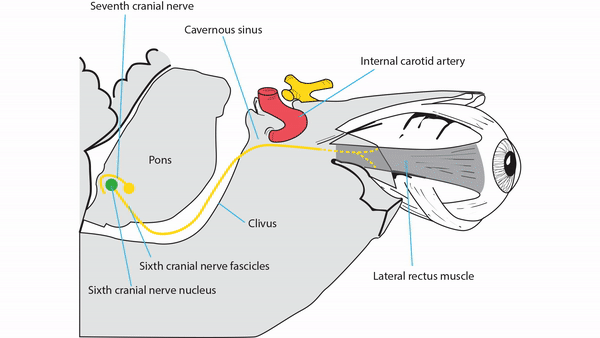 Seventh cranial nerve
Cavernous sinus
Internal carotid artery
Pons
Clivus
Sixth cranial nerve fascicles
Lateral rectus muscle
Sixth cranial nerve nucleus